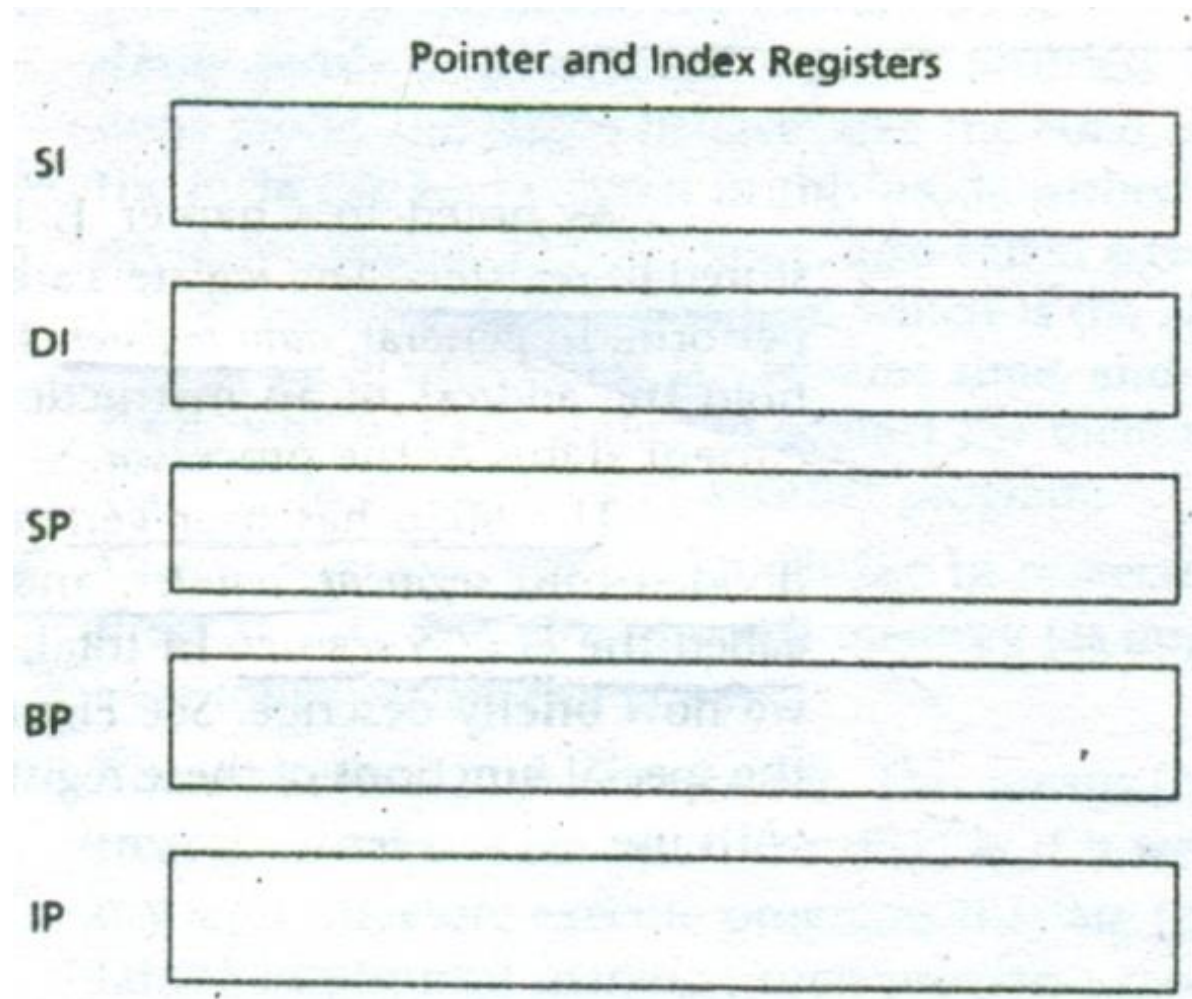 Pointer and Index Registers
SI
DI
SP
BP
IP